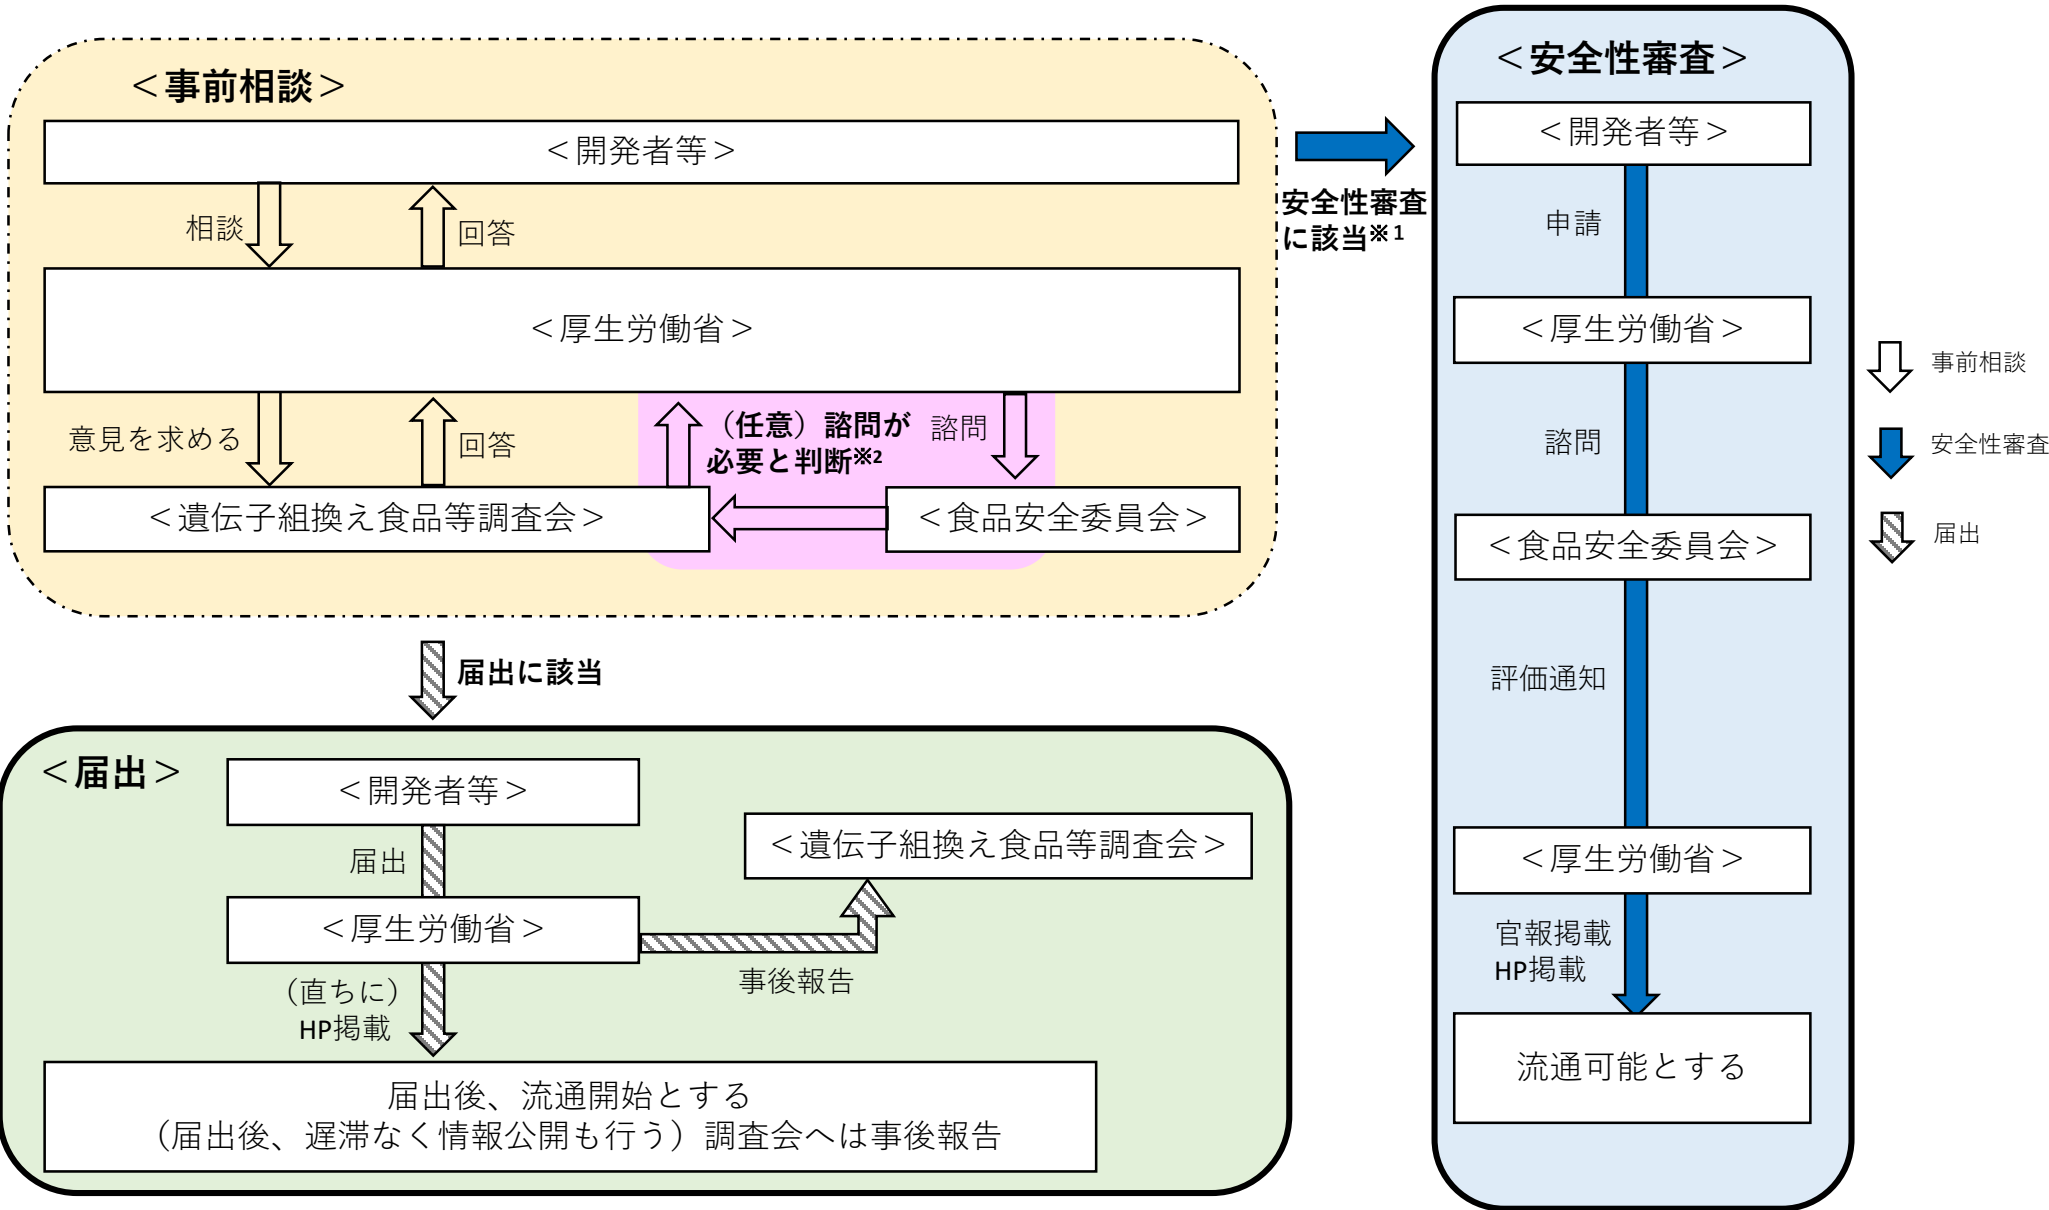 ＜事前相談＞
＜開発者等＞
相談
回答
＜厚生労働省＞
意見を求める
回答
（任意）諮問が
必要と判断※2
諮問
＜遺伝子組換え食品等調査会＞
＜食品安全委員会＞
安全性審査
に該当※1
届出に該当
＜届出＞
＜開発者等＞
届出
＜厚生労働省＞
＜遺伝子組換え食品等調査会＞
事後報告
（直ちに）
HP掲載
届出後、流通開始とする
（届出後、遅滞なく情報公開も行う）調査会へは事後報告
＜安全性審査＞
＜開発者等＞
申請
＜厚生労働省＞
諮問
＜食品安全委員会＞
評価通知
＜厚生労働省＞
官報掲載
HP掲載
流通可能とする
事前相談
安全性審査
届出